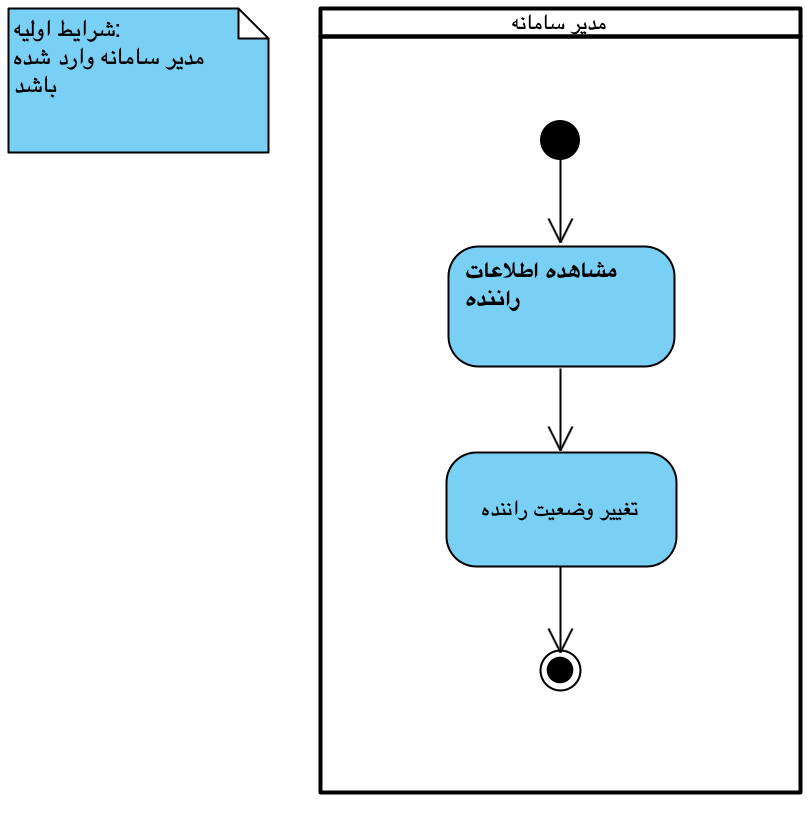 شرایط اولیه:
مدیر سامانه وارد شده
باشد
مدیر سامانه
مشاهده اطلاعات
راننده
تغییر وضعیت راننده